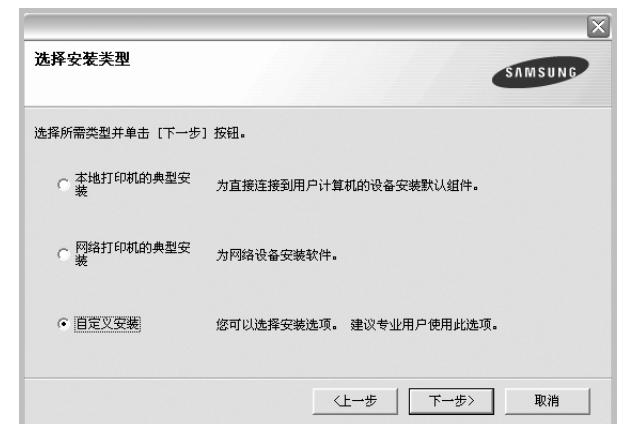 选择安装类型
SAMSUNG
选择所需类型并单击 [下一步] 按钮。
本地打印机的典型安
装
为直接连接到用户计算机的设备安装默认组件。
网络打印机的典型安
装
为网络设备安装软件。
自定义安装
您可以选择安装选项。 建议专业用户使用此选项。
<上一步
下一步>
取消